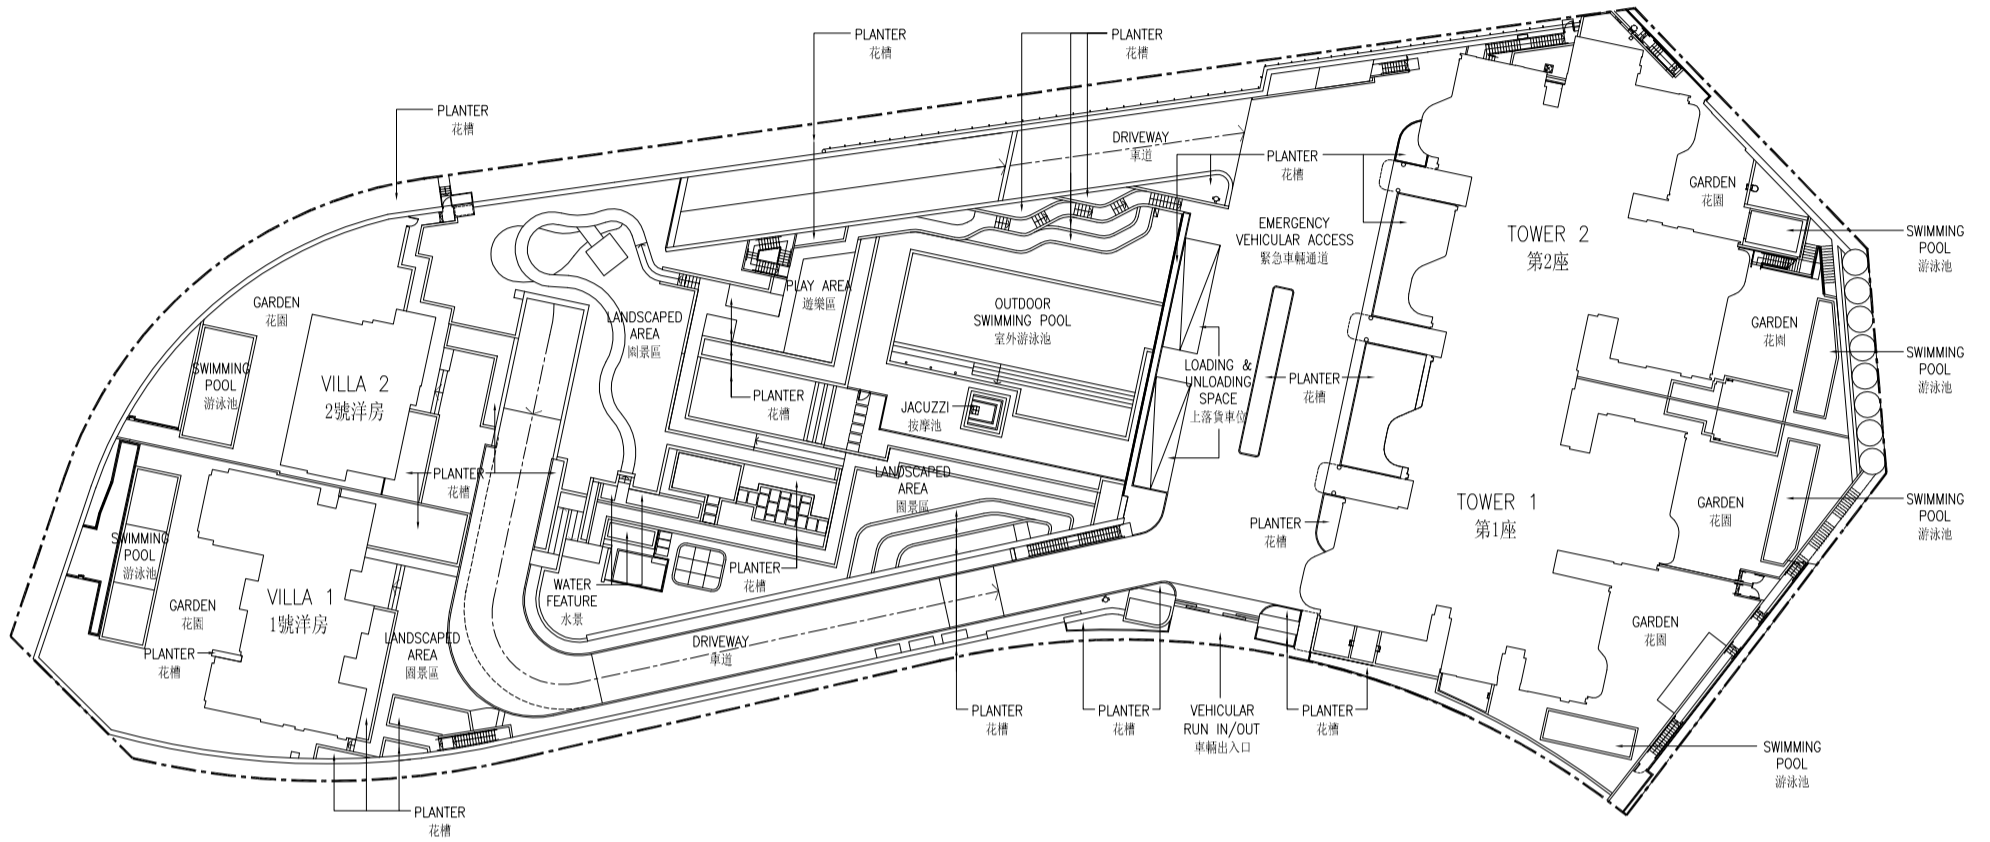 PLANTER
花槽
PLANTER
花槽
PLANTER
花槽
DRIVEWAY
車道
PLANTER
花槽
GARDEN
花園
EMERGENCY
VEHICULAR ACCESS
緊急車輛通道
TOWER 2
第2座
SWIMMING
POOL
游泳池
GARDEN
花園
LANDSCAPED
AREA
園景區
PLAY AREA
遊樂區
OUTDOOR
SWIMMING POOL
室外游泳池
GARDEN
花園
SWIMMING
POOL
游泳池
SWIMMING
POOL
游泳池
VILLA 2
2號洋房
PLANTER
花槽
JACUZZI
按摩池
LOADING &
UNLOADING
SPACE
上落貨車位
PLANTER
花槽
PLANTER
花槽
LANDSCAPED
AREA
園景區
TOWER 1
第1座
GARDEN
花園
SWIMMING
POOL
游泳池
PLANTER
花槽
SWIMMING
POOL
游泳池
VILLA 1
1號洋房
GARDEN
花園
WATER
FEATURE
水景
PLANTER
花槽
PLANTER
花槽
LANDSCAPED
AREA
園景區
DRIVEWAY
車道
GARDEN
花園
PLANTER
花槽
PLANTER
花槽
VEHICULAR
RUN IN/OUT
車輛出入口
PLANTER
花槽
SWIMMING
POOL
游泳池
PLANTER
花槽